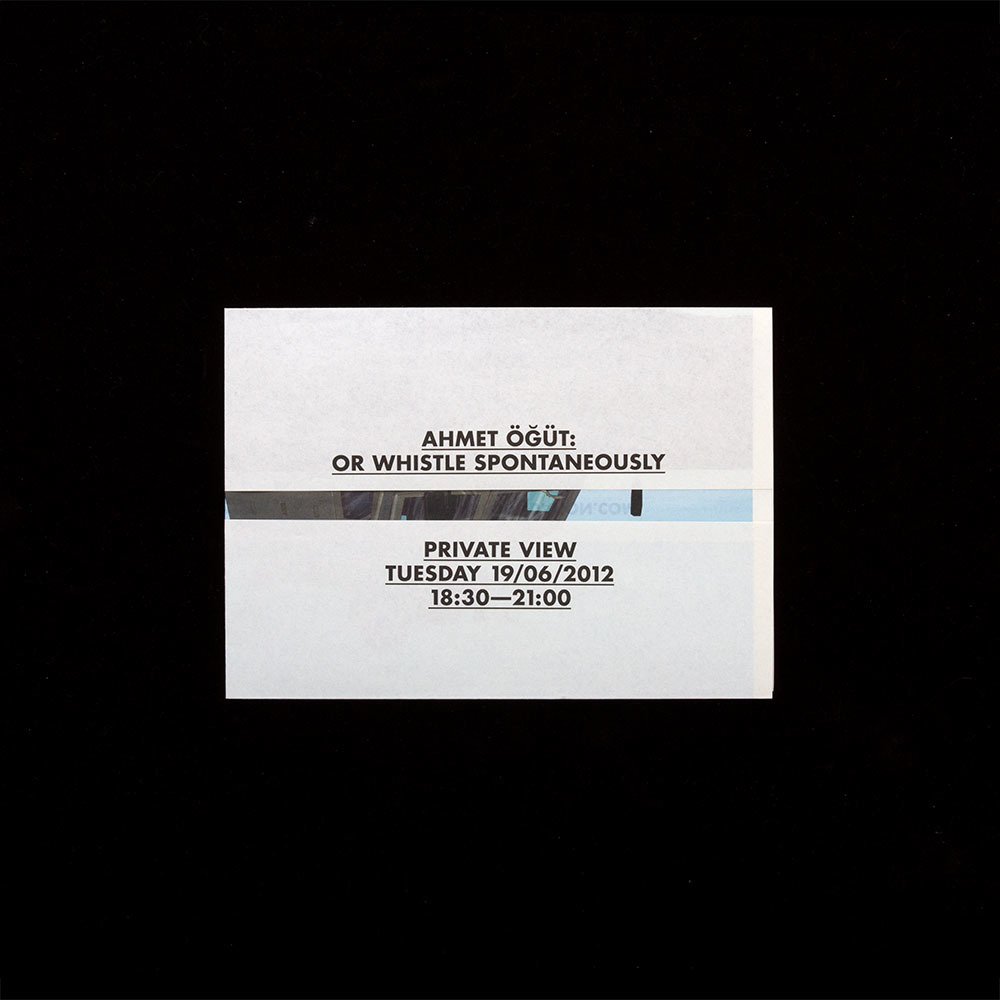 AHMET ÖĞÜT:
OR WHISTLE SPONTANEOUSLY
PRIVATE VIEW
TUESDAY 19/06/2012
18:30—21:00